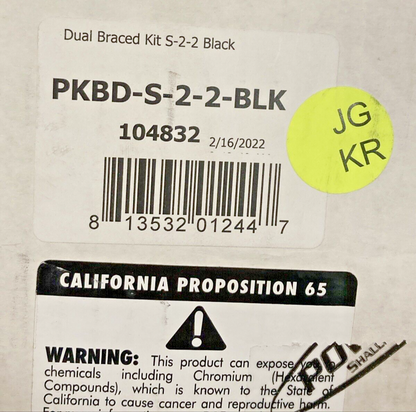 Dual Braced Kit S-2-2 Black
PKBD-S-2-2-BLK
104832 2/16/2022
8 13532 01244 7
JG
KR
CALIFORNIA PROPOSITION 65
WARNING: This product can expose you to
chemicals including Chromium (Hexavalent
Compounds), which is known to the State of
California to cause cancer and reproductive harm.
SHALL.